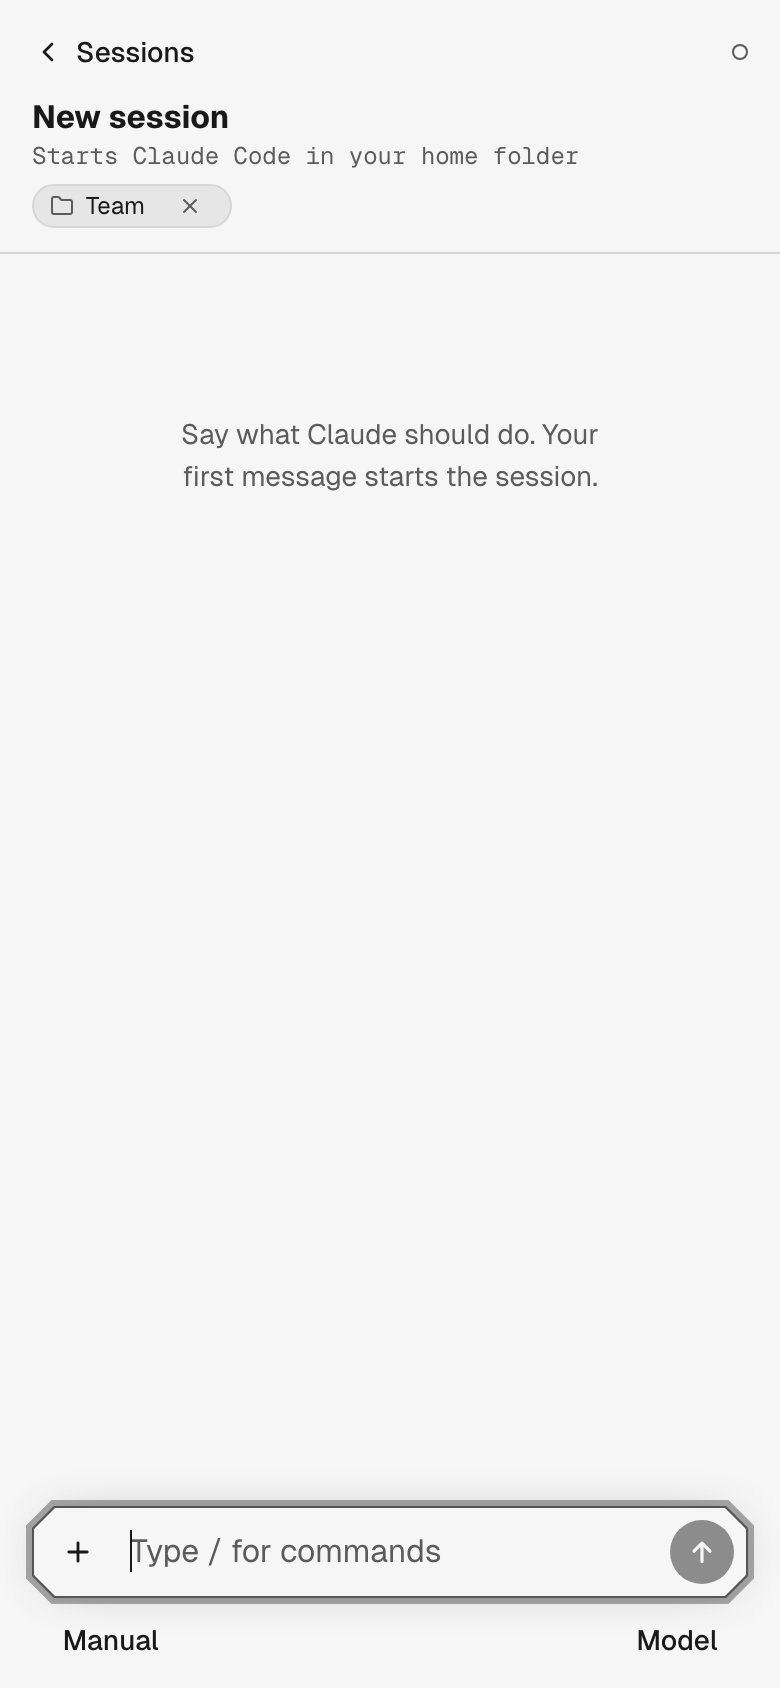 Sessions
New session
Starts Claude Code in your home folder
Team
Say what Claude should do. Your
first message starts the session.
Type / for commands
Manual
Model